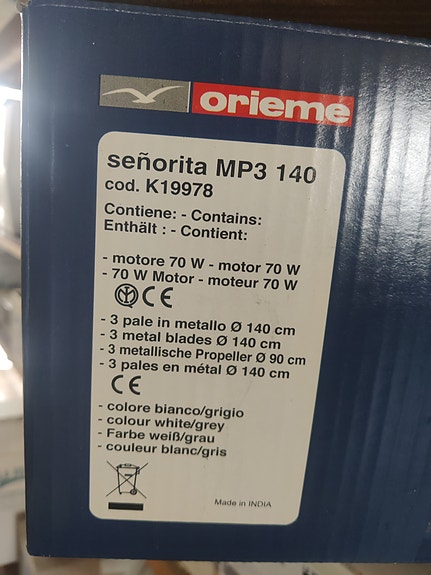 orieme
señorita MP3 140
cod. K19978
Contiene: - Contains:
Enthält : - Contient:
- motore 70 W - motor 70 W
- 70 W Motor - moteur 70 W
CE
- 3 pale in metallo Ø 140 cm
- 3 metal blades Ø 140 cm
- 3 metallische Propeller Ø 90 cm
- 3 pales en métal Ø 140 cm
CE
- colore bianco/grigio
- colour white/grey
- Farbe weiß/grau
- couleur blanc/gris
Made in INDIA